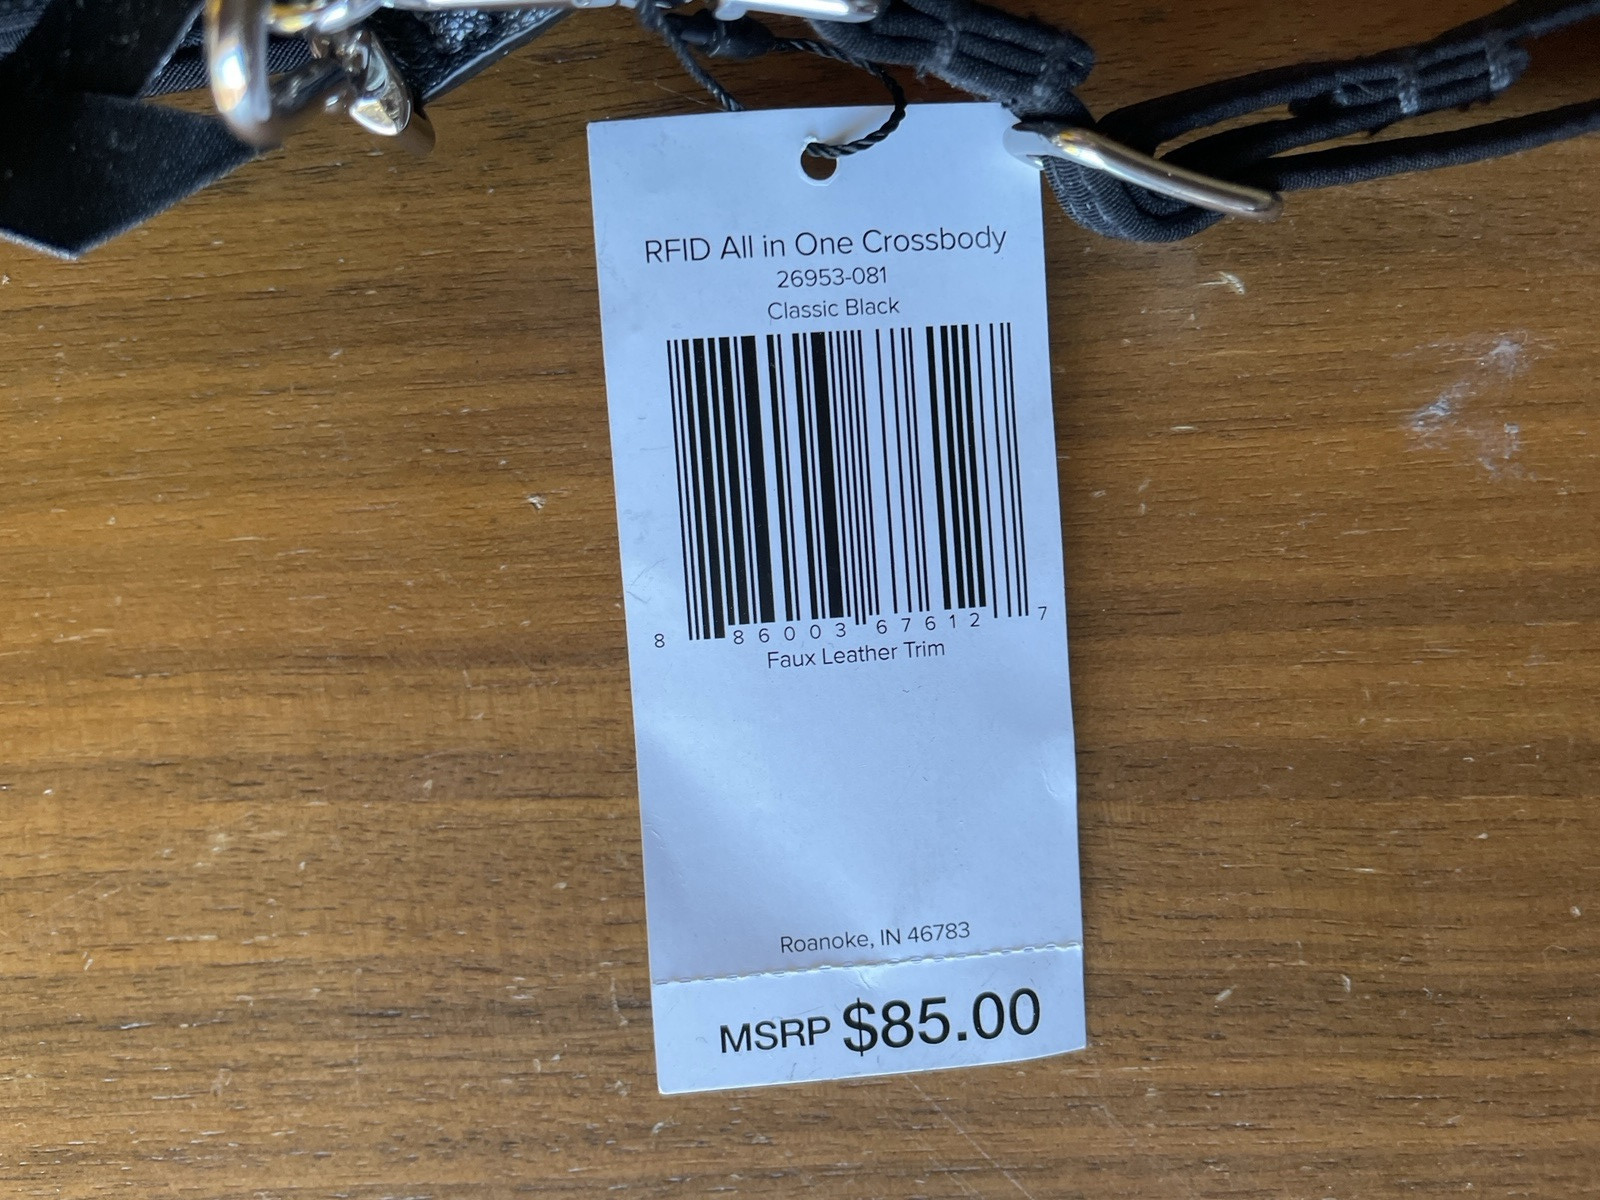 RFID All in One Crossbody
26953-081
Classic Black
8 86003 67612 7
Faux Leather Trim
Roanoke, IN 46783
MSRP $85.00